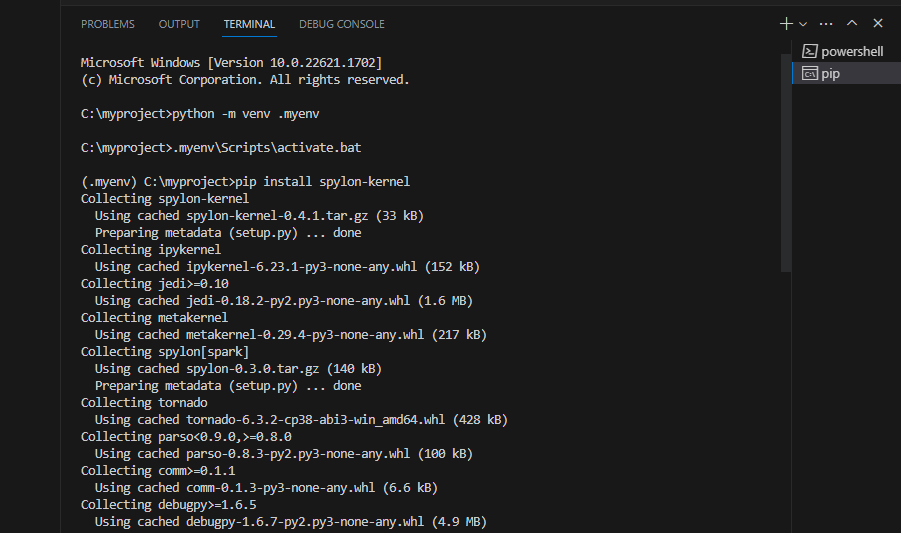 PROBLEMS OUTPUT TERMINAL DEBUG CONSOLE
powershell
pip
Microsoft Windows [Version 10.0.22621.1702]
(c) Microsoft Corporation. All rights reserved.
C:\myproject>python -m venv .myenv
C:\myproject>.myenv\Scripts\activate.bat
(.myenv) C:\myproject>pip install spylon-kernel
Collecting spylon-kernel
  Using cached spylon-kernel-0.4.1.tar.gz (33 kB)
  Preparing metadata (setup.py) ... done
Collecting ipykernel
  Using cached ipykernel-6.23.1-py3-none-any.whl (152 kB)
Collecting jedi>=0.10
  Using cached jedi-0.18.2-py2.py3-none-any.whl (1.6 MB)
Collecting metakernel
  Using cached metakernel-0.29.4-py3-none-any.whl (217 kB)
Collecting spylon[spark]
  Using cached spylon-0.3.0.tar.gz (140 kB)
  Preparing metadata (setup.py) ... done
Collecting tornado
  Using cached tornado-6.3.2-cp38-abi3-win_amd64.whl (428 kB)
Collecting parso<0.9.0,>=0.8.0
  Using cached parso-0.8.3-py2.py3-none-any.whl (100 kB)
Collecting comm>=0.1.1
  Using cached comm-0.1.3-py3-none-any.whl (6.6 kB)
Collecting debugpy>=1.6.5
  Using cached debugpy-1.6.7-py2.py3-none-any.whl (4.9 MB)